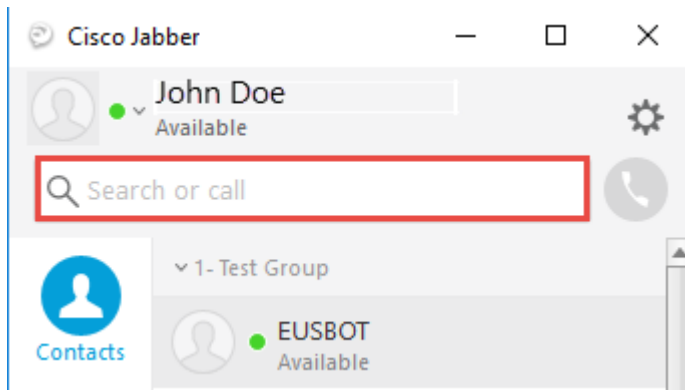 Cisco Jabber
John Doe
Available
Search or call
1- Test Group
EUSBOT
Available
Contacts